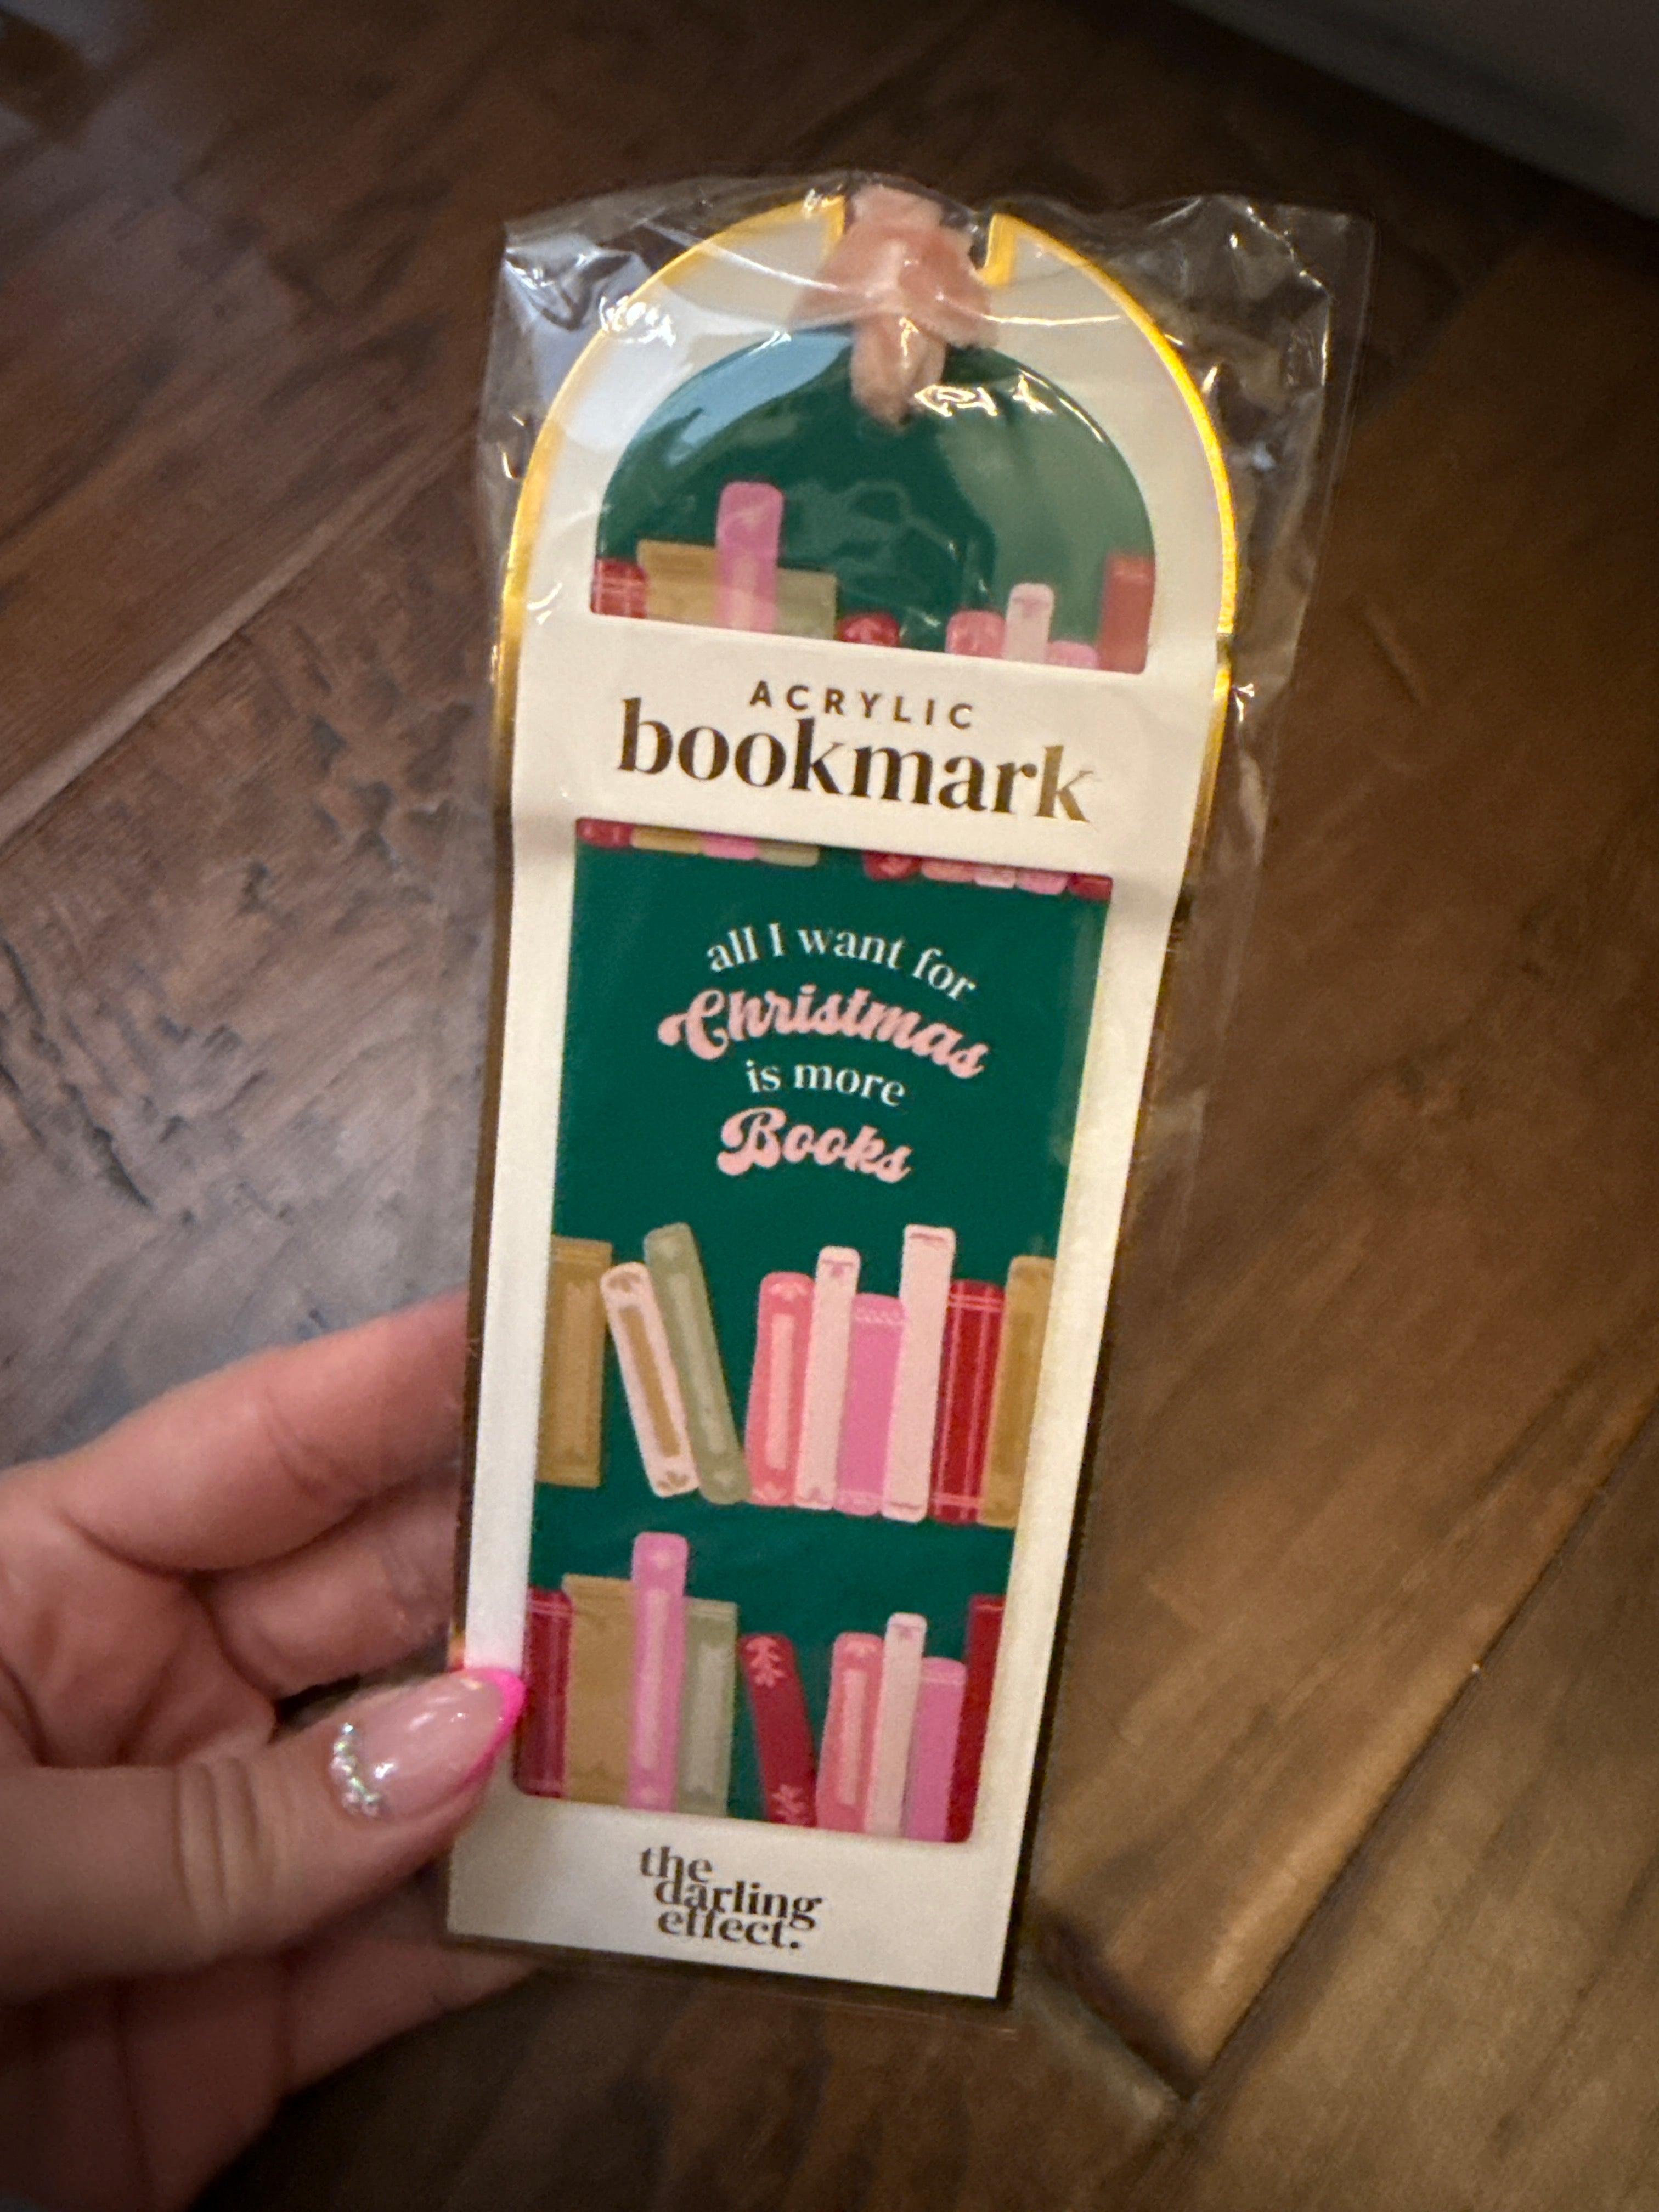 ACRYLIC
bookmark
all I want for
Christmas
is more
Books
the
darling
effect.